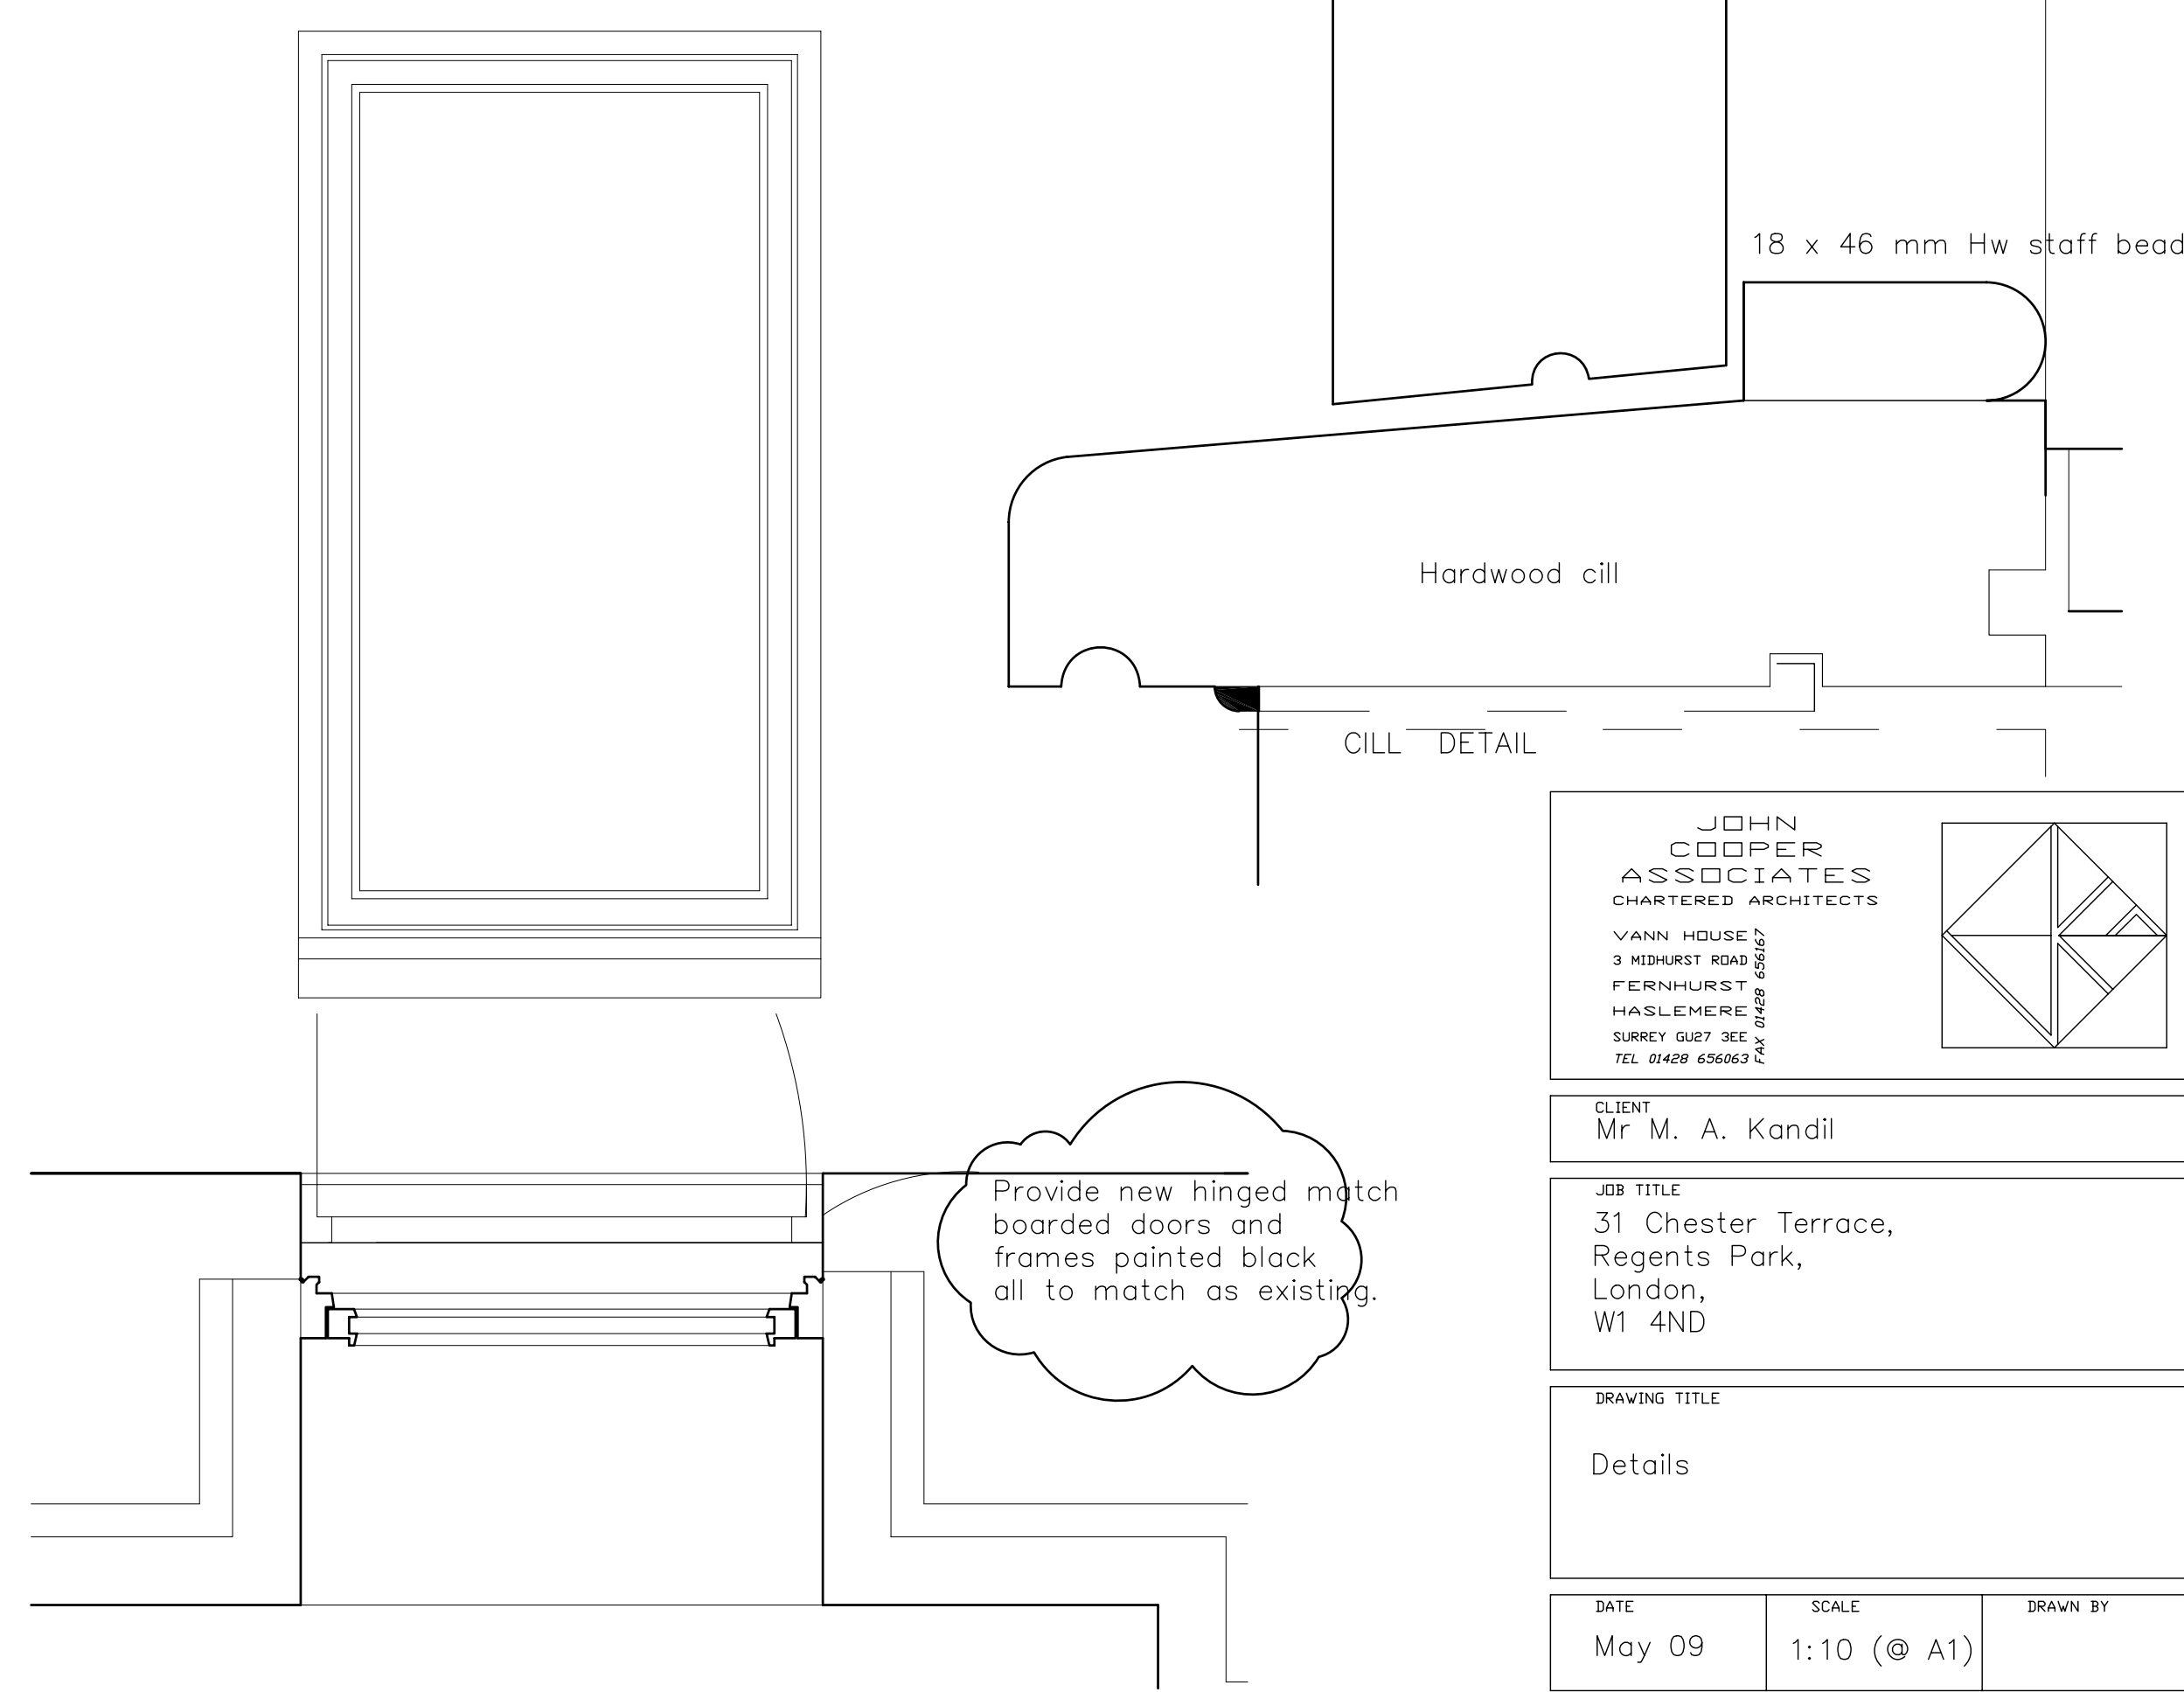 18 x 46 mm Hw staff bead
Hardwood cill
CILL DETAIL
JOHN
COOPER
ASSOCIATES
CHARTERED ARCHITECTS
VANN HOUSE
3 MIDHURST ROAD
FERNHURST
HASLEMERE
SURREY GU27 3EE
TEL 01428 656063
FAX 01428 656167
CLIENT
Mr M. A. Kandil
Provide new hinged match
boarded doors and
frames painted black
all to match as existing.
JOB TITLE
31 Chester Terrace,
Regents Park,
London,
W1 4ND
DRAWING TITLE
Details
DATE
May 09
SCALE
1:10 (@ A1)
DRAWN BY